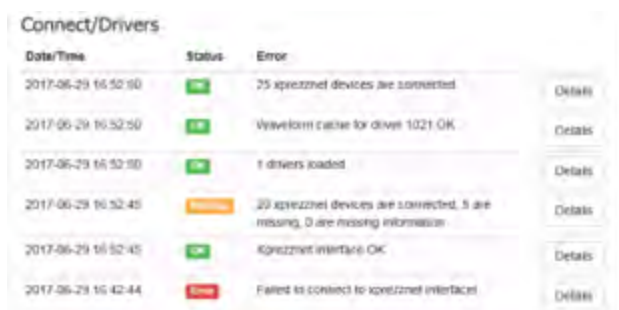 Connect/Drivers
Date/Time Status Error
2017-06-29 16:52:50 OK 25 xprezznet devices are connected Details
2017-06-29 16:52:50 OK Waveform cache for driver 1021 OK Details
2017-06-29 16:52:50 OK 1 drivers loaded Details
2017-06-29 16:52:45 Warning 20 xprezznet devices are connected, 5 are
missing, 0 are missing information Details
2017-06-29 16:52:45 OK Xprezznet interface OK Details
2017-06-29 16:42:44 Error Failed to connect to xprezznet interface! Details